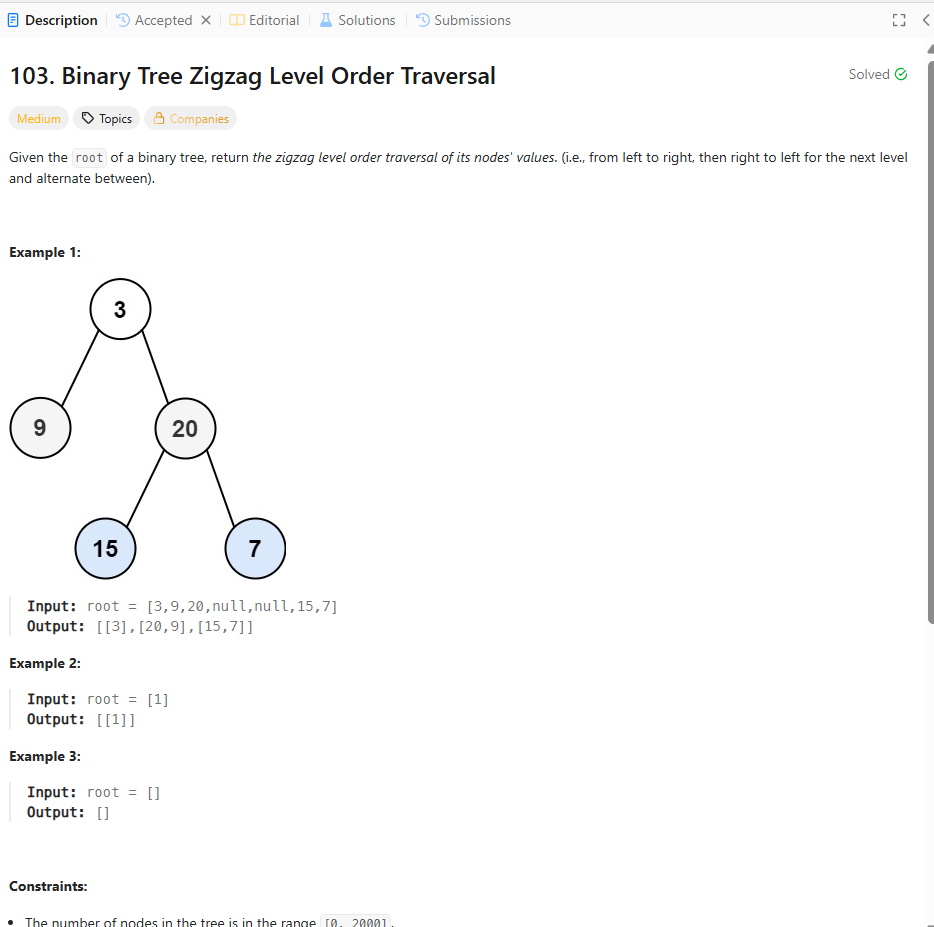 Description Accepted Editorial Solutions Submissions
103. Binary Tree Zigzag Level Order Traversal
Solved
Medium Topics Companies
Given the root of a binary tree, return the zigzag level order traversal of its nodes' values. (i.e., from left to right, then right to left for the next level
and alternate between).
Example 1:
3
9 20
15 7
Input: root = [3,9,20,null,null,15,7]
Output: [[3],[20,9],[15,7]]
Example 2:
Input: root = [1]
Output: [[1]]
Example 3:
Input: root = []
Output: []
Constraints:
• The number of nodes in the tree is in the range [0, 2000].